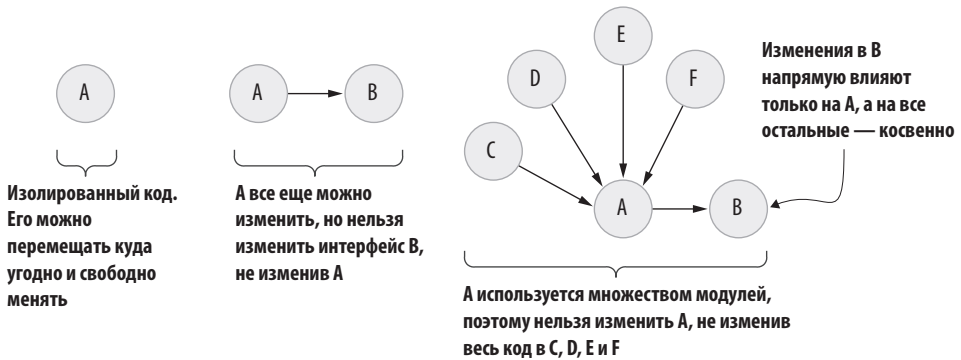 A
Изолированный код.
Его можно
перемещать куда
угодно и свободно
менять
A
B
А все еще можно
изменить, но нельзя
изменить интерфейс B,
не изменив А
C
D
E
F
A
B
А используется множеством модулей,
поэтому нельзя изменить А, не изменив
весь код в C, D, E и F
Изменения в B
напрямую влияют
только на А, а на все
остальные — косвенно